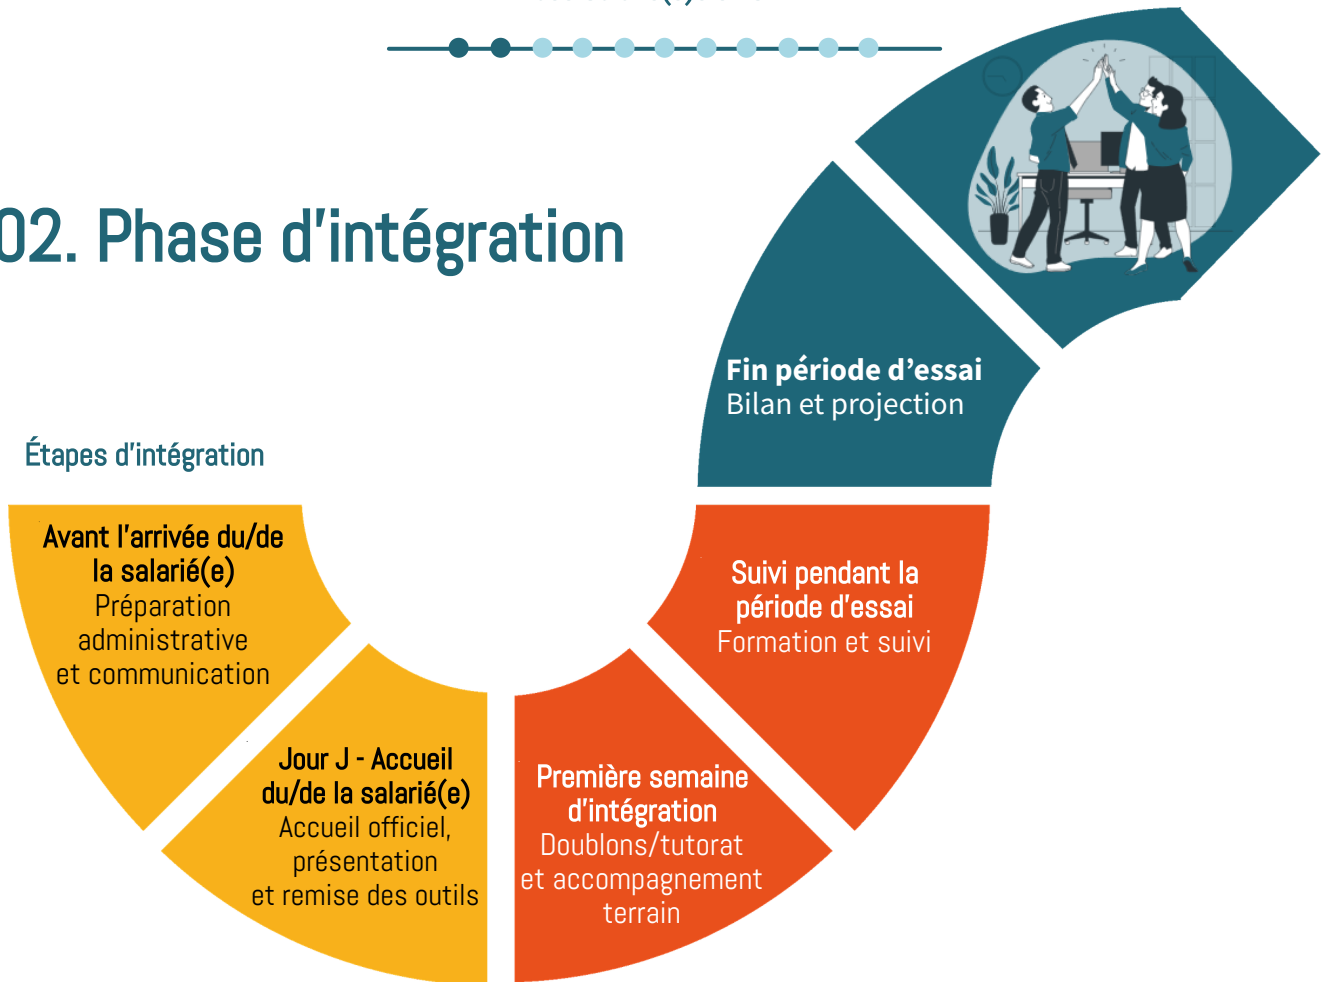 02. Phase d'intégration
Étapes d'intégration
Avant l'arrivée du/de
la salarié(e)
Préparation
administrative
et communication
Jour J - Accueil
du/de la salarié(e)
Accueil officiel,
présentation
et remise des outils
Première semaine
d'intégration
Doublons/tutorat
et accompagnement
terrain
Suivi pendant la
période d'essai
Formation et suivi
Fin période d’essai
Bilan et projection